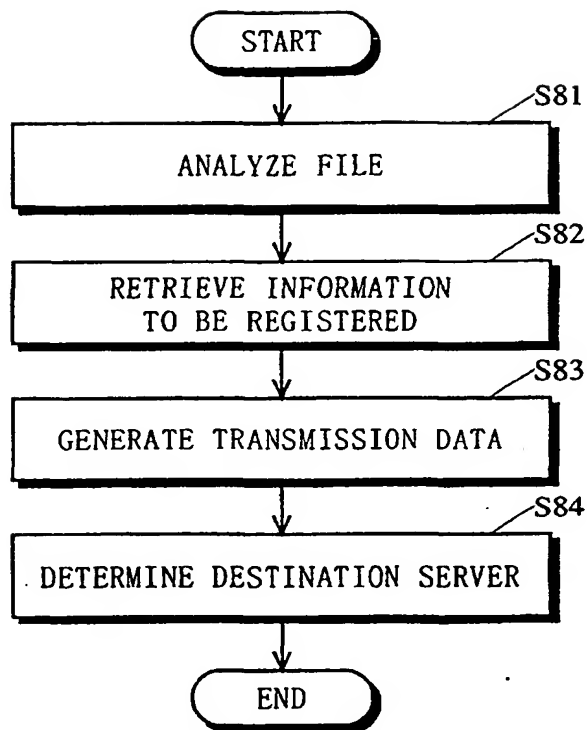 START
S81
ANALYZE FILE
S82
RETRIEVE INFORMATION
TO BE REGISTERED
S83
GENERATE TRANSMISSION DATA
S84
DETERMINE DESTINATION SERVER
END